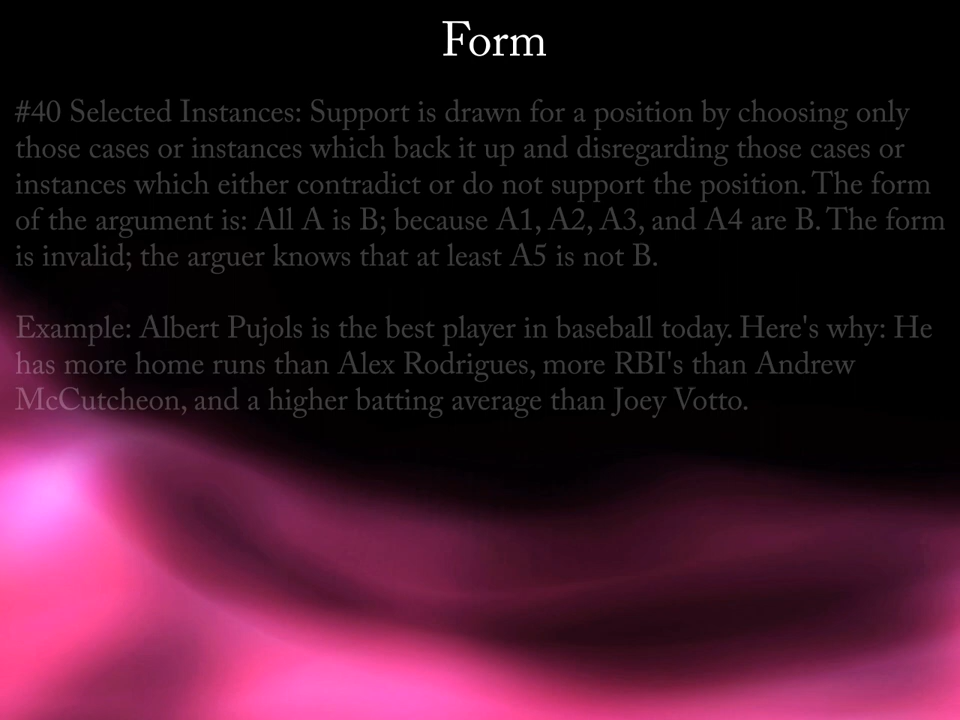 Form
#40 Selected Instances: Support is drawn for a position by choosing only
those cases or instances which back it up and disregarding those cases or
instances which either contradict or do not support the position. The form
of the argument is: All A is B; because A1, A2, A3, and A4 are B. The form
is invalid; the arguer knows that at least A5 is not B.
Example: Albert Pujols is the best player in baseball today. Here's why: He
has more home runs than Alex Rodrigues, more RBI's than Andrew
McCutcheon, and a higher batting average than Joey Votto.